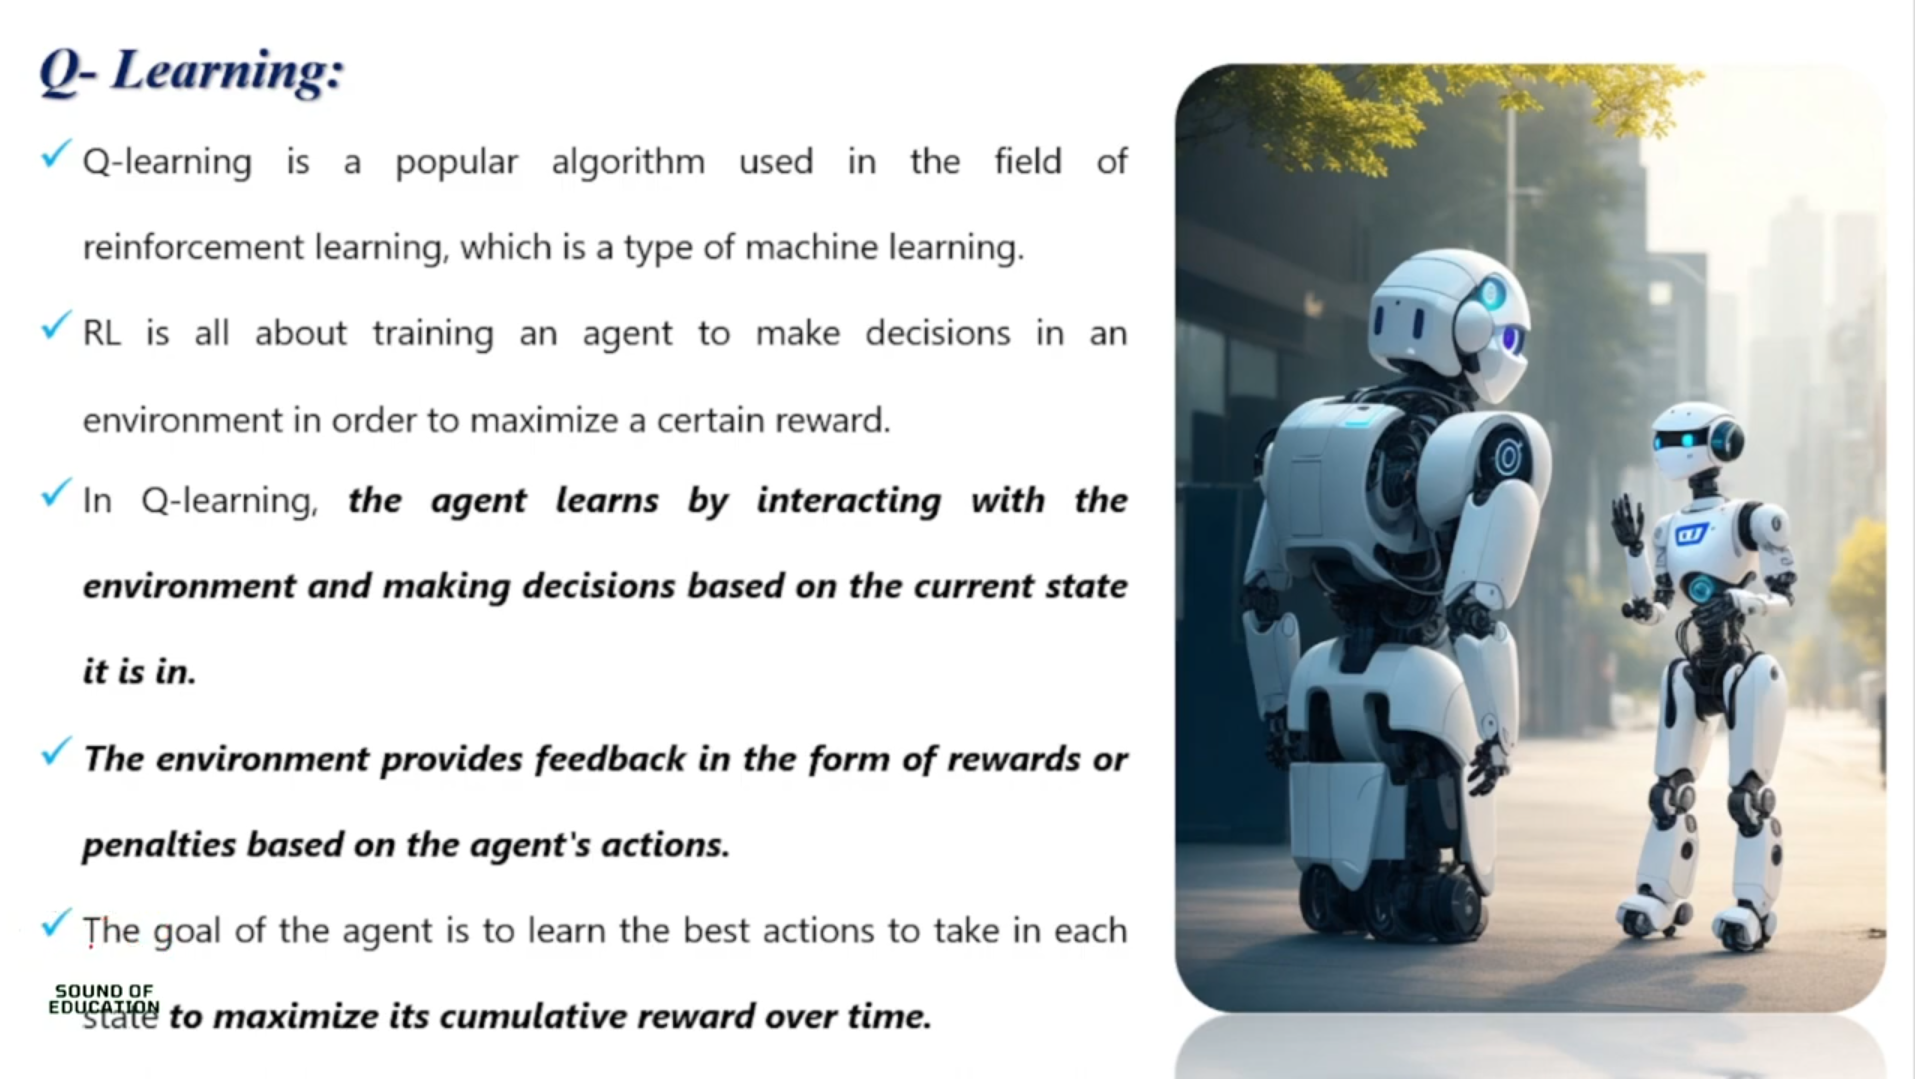 Q- Learning:
Q-learning is a popular algorithm used in the field of
reinforcement learning, which is a type of machine learning.
RL is all about training an agent to make decisions in an
environment in order to maximize a certain reward.
In Q-learning, the agent learns by interacting with the
environment and making decisions based on the current state
it is in.
The environment provides feedback in the form of rewards or
penalties based on the agent's actions.
The goal of the agent is to learn the best actions to take in each
state to maximize its cumulative reward over time.
SOUND OF
EDUCATION